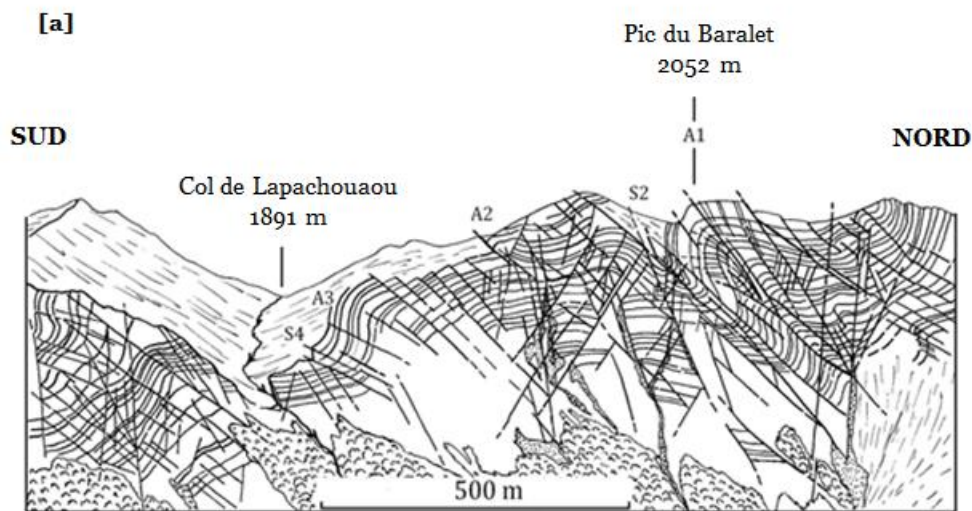 [a]
Pic du Baralet
2052 m
SUD
A1
NORD
Col de Lapachouaou
1891 m
S2
A2
A3
S4
500 m